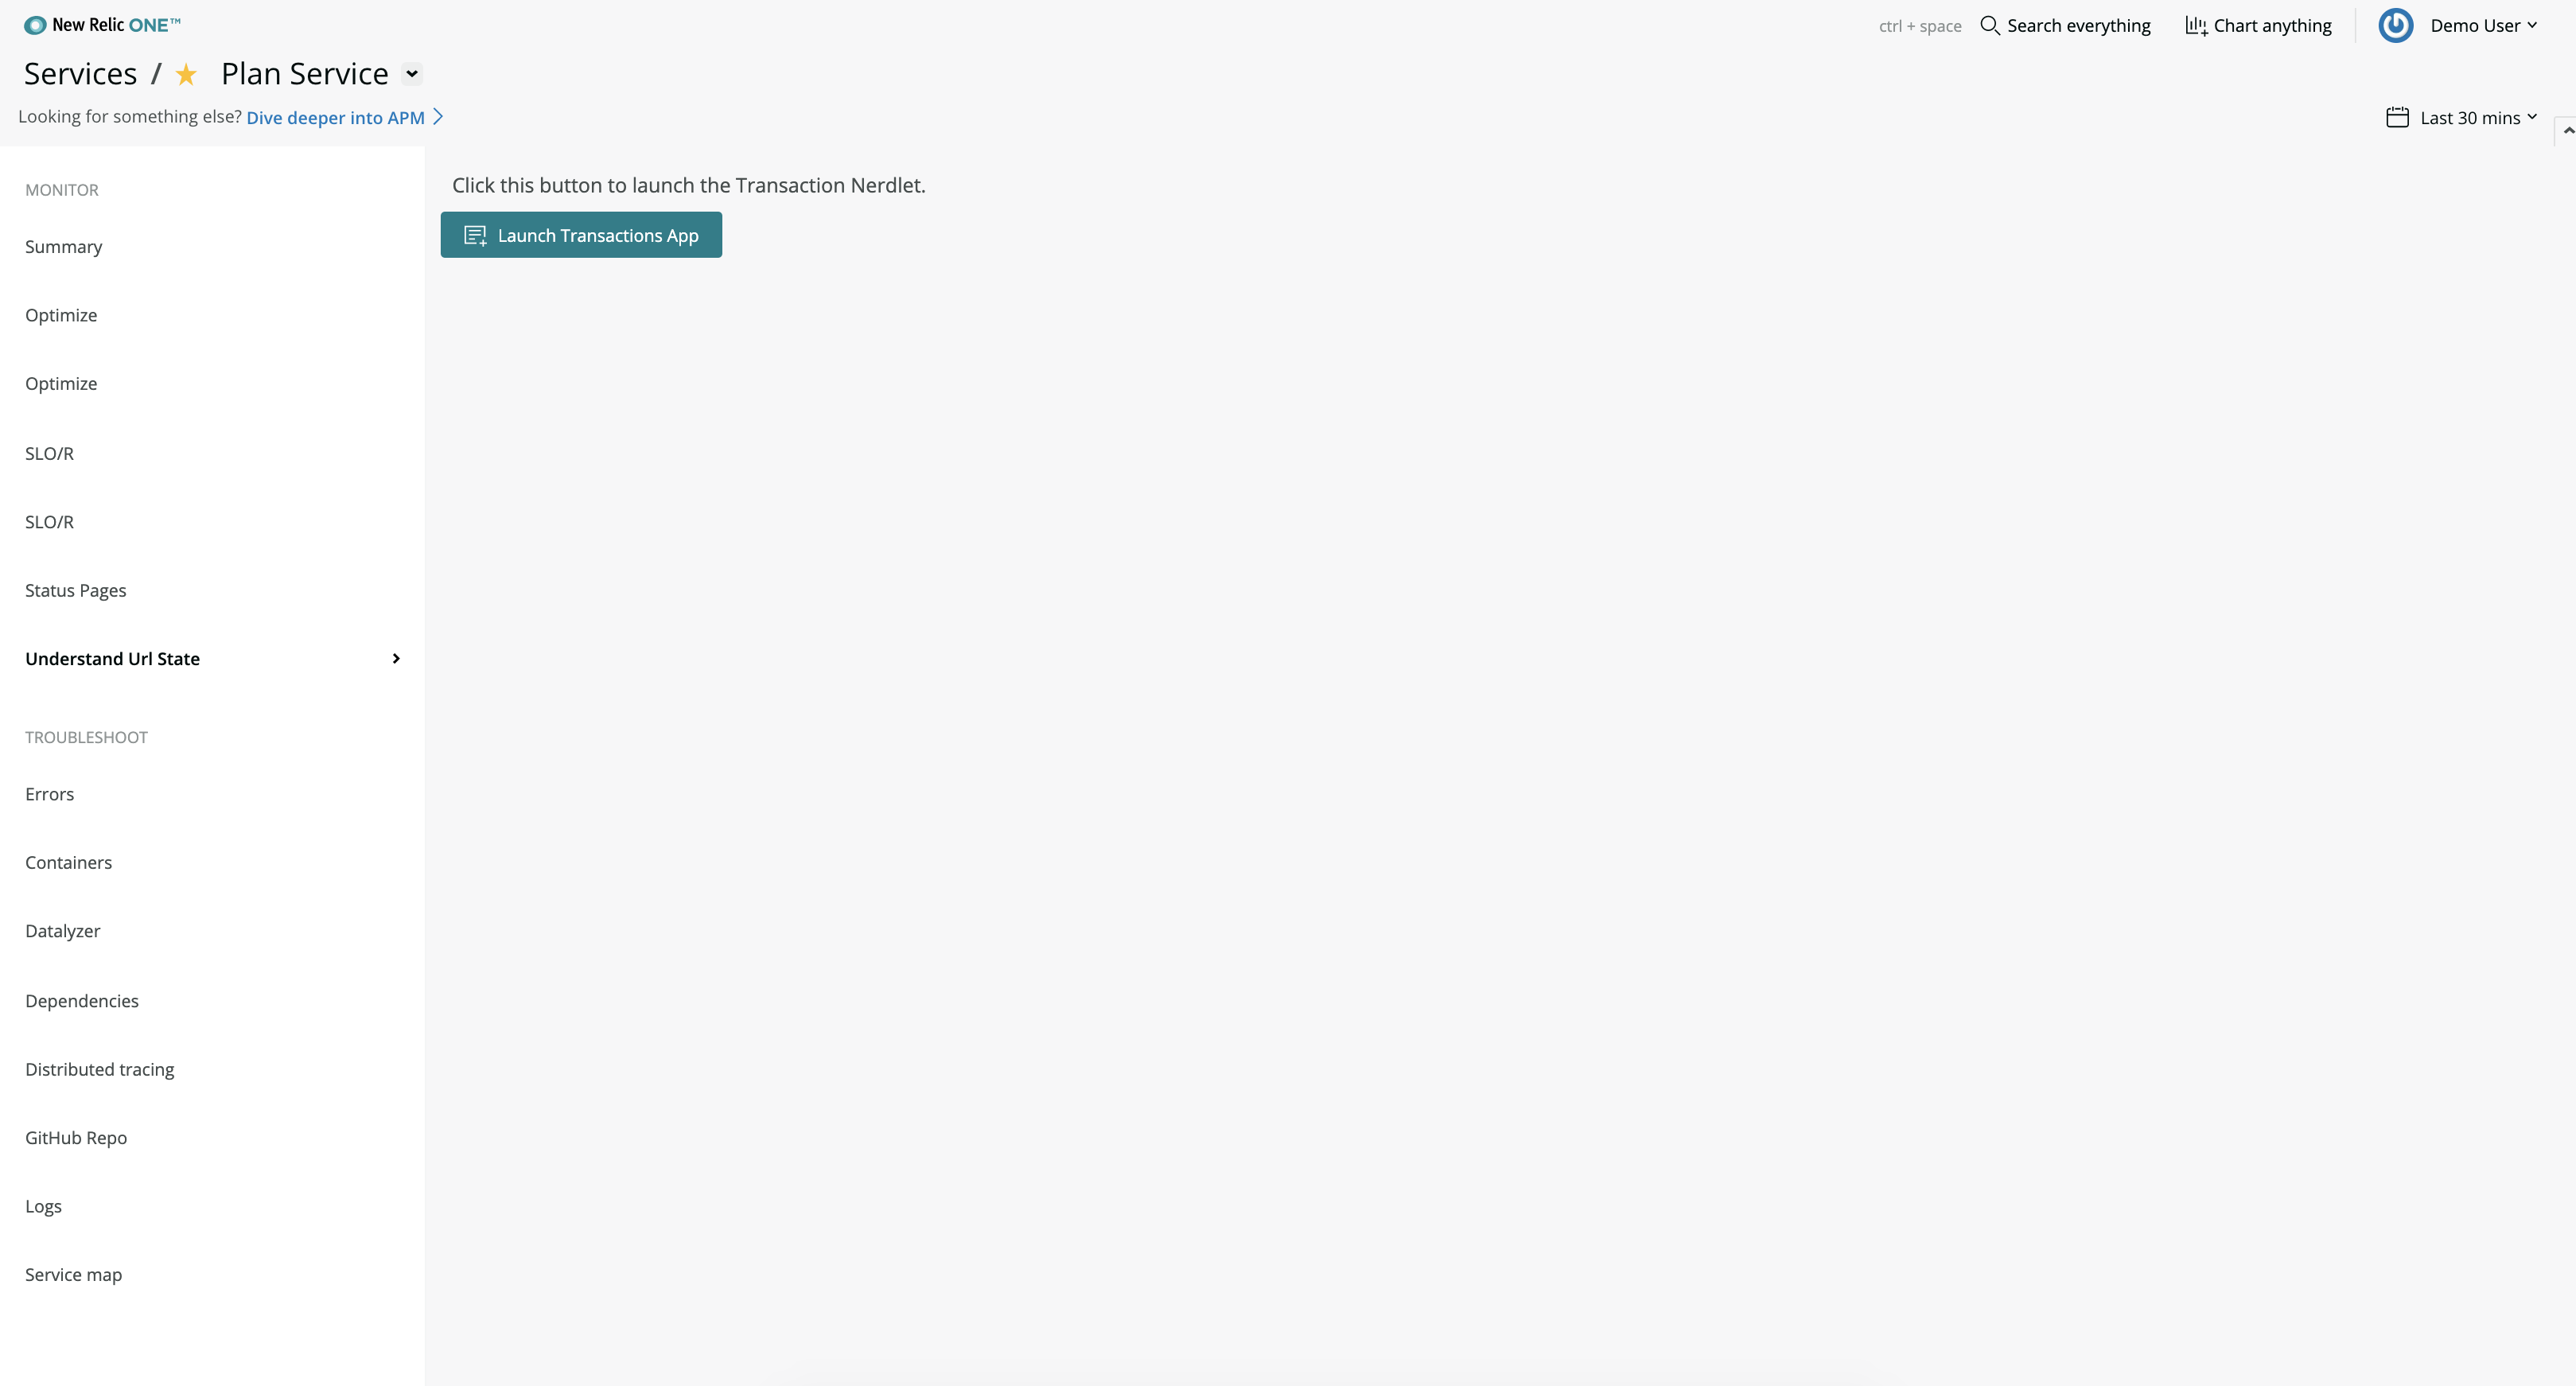 New Relic ONE™
ctrl + space Search everything Chart anything Demo User
Services / Plan Service
Looking for something else? Dive deeper into APM
Last 30 mins
MONITOR
Summary
Optimize
Optimize
SLO/R
SLO/R
Status Pages
Understand Url State
TROUBLESHOOT
Errors
Containers
Datalyzer
Dependencies
Distributed tracing
GitHub Repo
Logs
Service map
Click this button to launch the Transaction Nerdlet.
Launch Transactions App